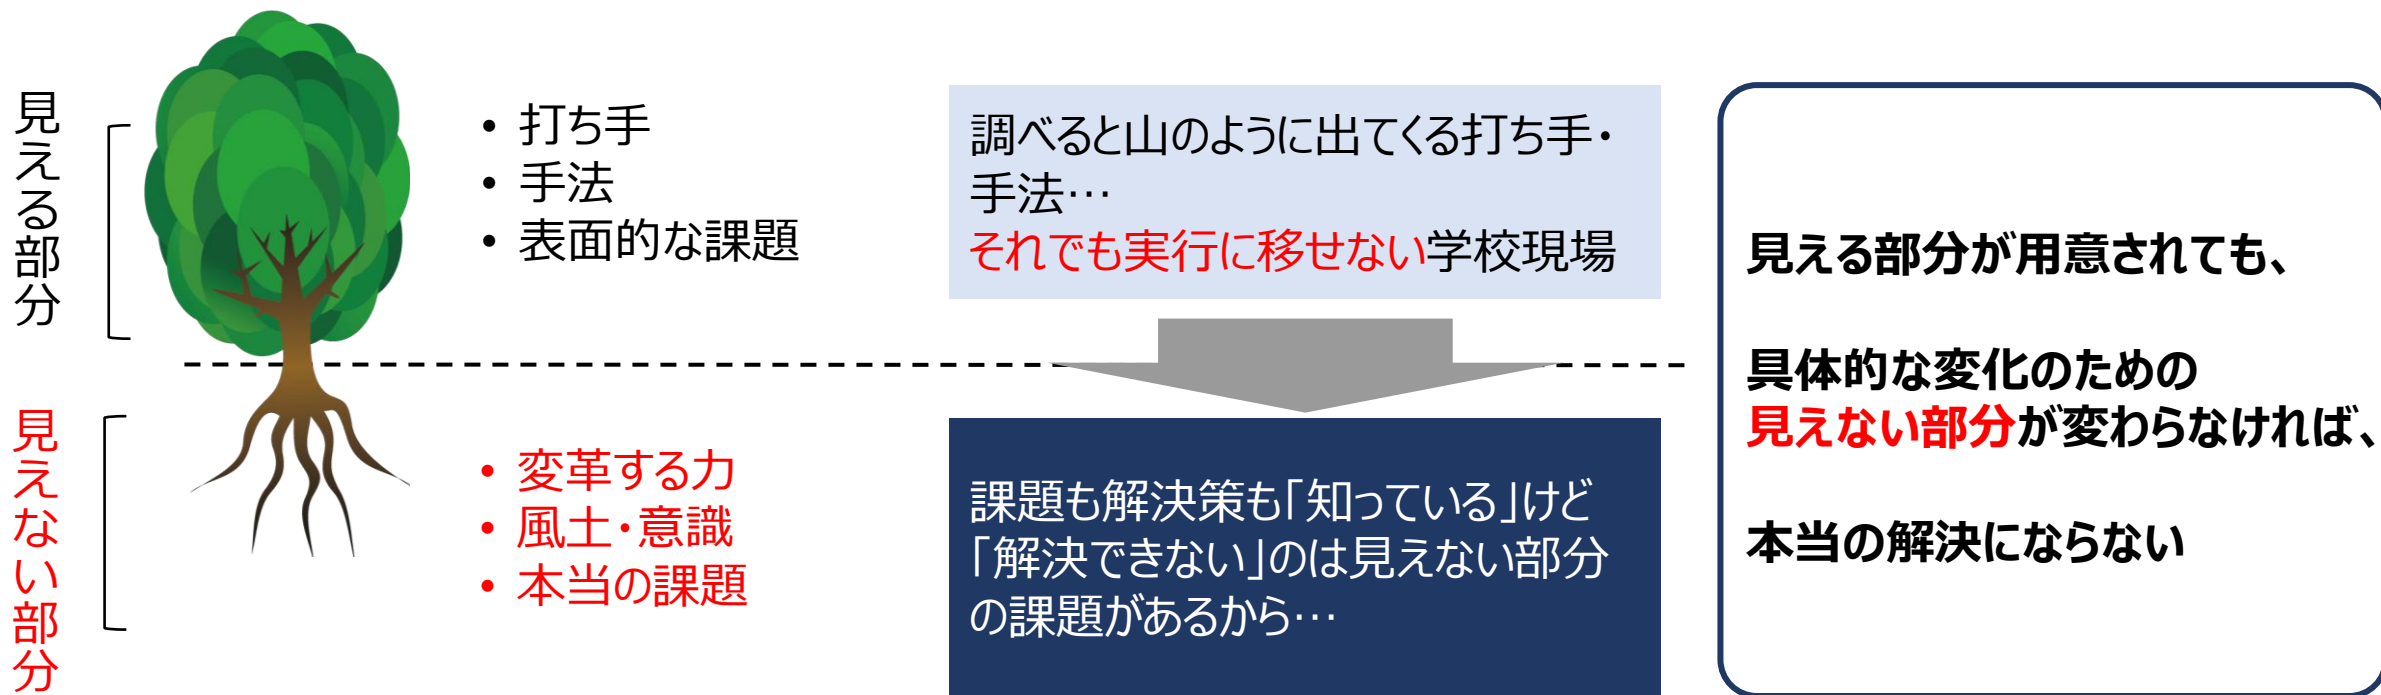 見える部分
• 打ち手
• 手法
• 表面的な課題
調べると山のように出てくる打ち手・
手法…
それでも実行に移せない学校現場
見えない部分
• 変革する力
• 風土・意識
• 本当の課題
課題も解決策も「知っている」けど
「解決できない」のは見えない部分
の課題があるから…
見える部分が用意されても、
具体的な変化のための
見えない部分が変わらなければ、
本当の解決にならない